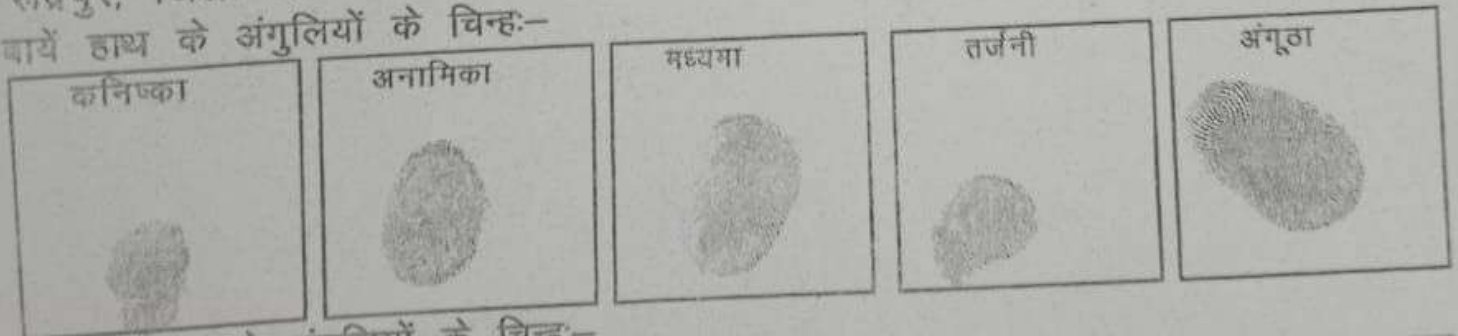 बायें हाथ के अंगुलियों के चिन्हः–
कनिष्का अनामिका मध्यमा तर्जनी अंगूठा
के चिन्हः–